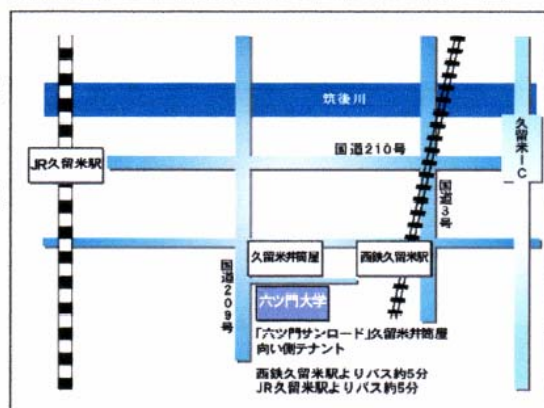 筑後川
国道210号
久留米IC
JR久留米駅
国道3号
久留米井筒屋
西鉄久留米駅
国道209号
六ツ門大学
「六ツ門サンロード」久留米井筒屋
向い側テナント
西鉄久留米駅よりバス約5分
JR久留米駅よりバス約5分